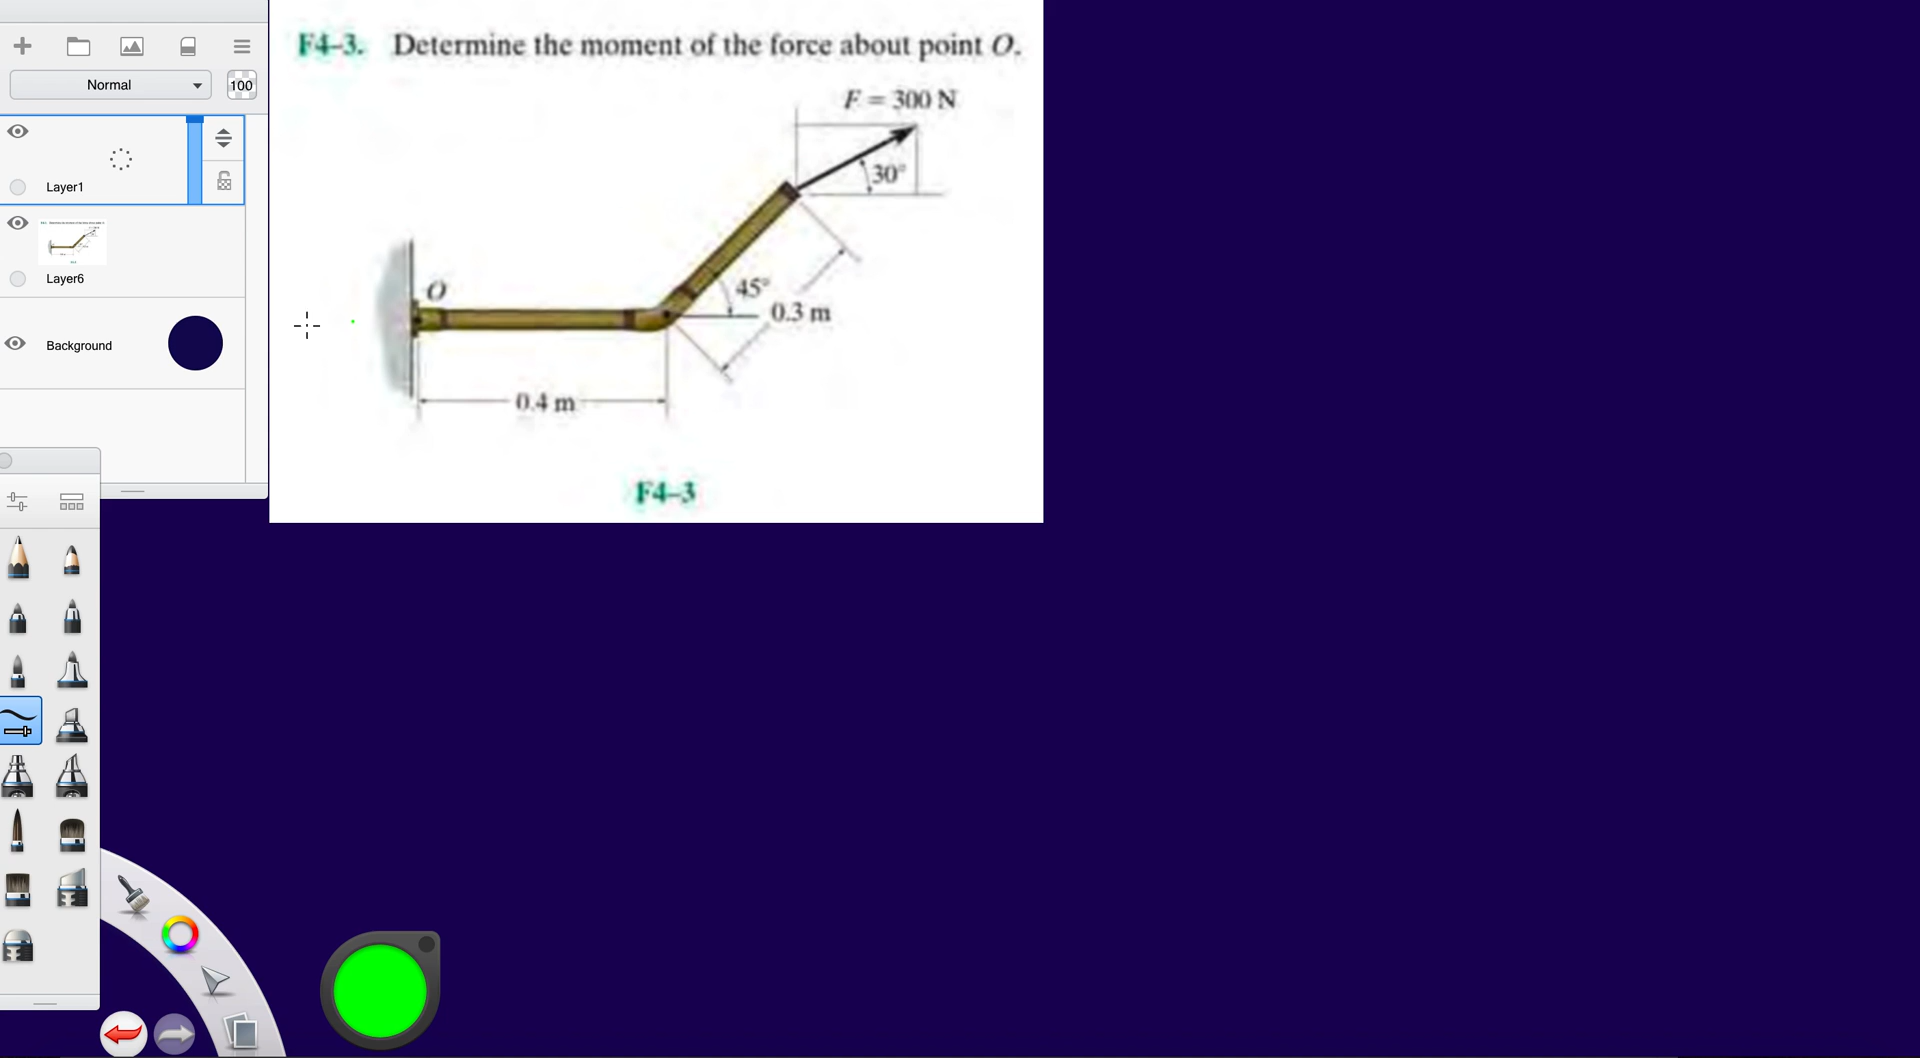 Normal
100
Layer1
Layer6
Background
F4–3. Determine the moment of the force about point O.
F = 300 N
30°
O
45°
0.3 m
0.4 m
F4–3